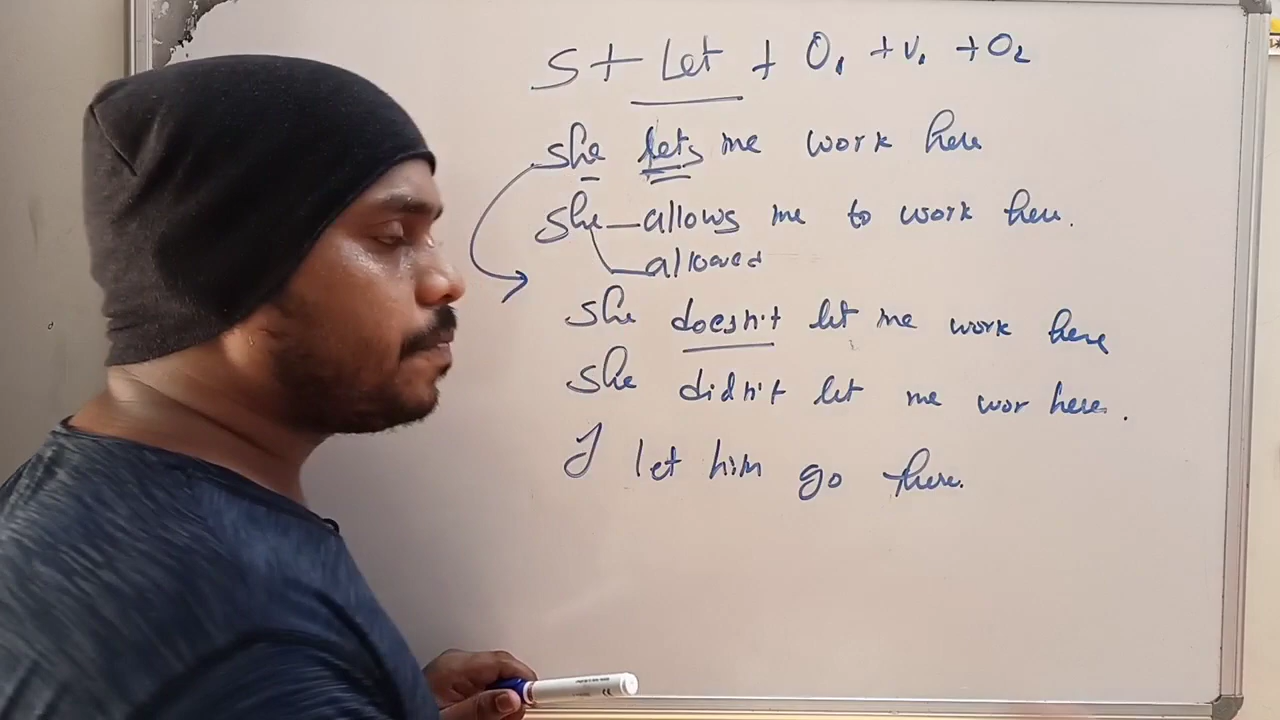 S + Let + O₁ + V₁ + O₂
She lets me work here
She allows me to work here.
allowed
She doesn't let me work here
She didn't let me wor here.
I let him go there.